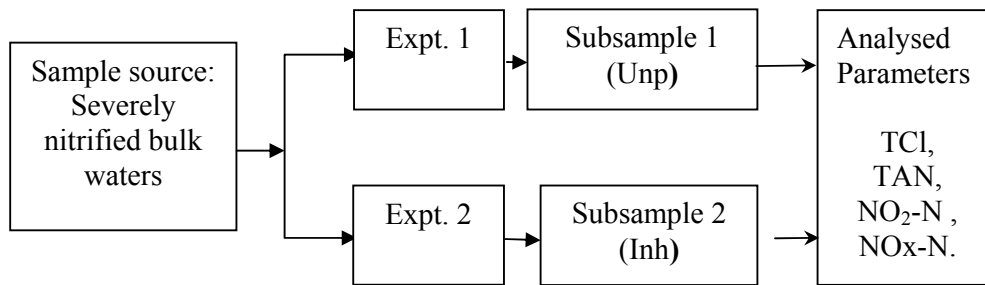 Sample source:
Severely
nitrified bulk
waters
Expt. 1
Subsample 1
(Unp)
Expt. 2
Subsample 2
(Inh)
Analysed
Parameters
TCl,
TAN,
NO₂-N ,
NOx-N.